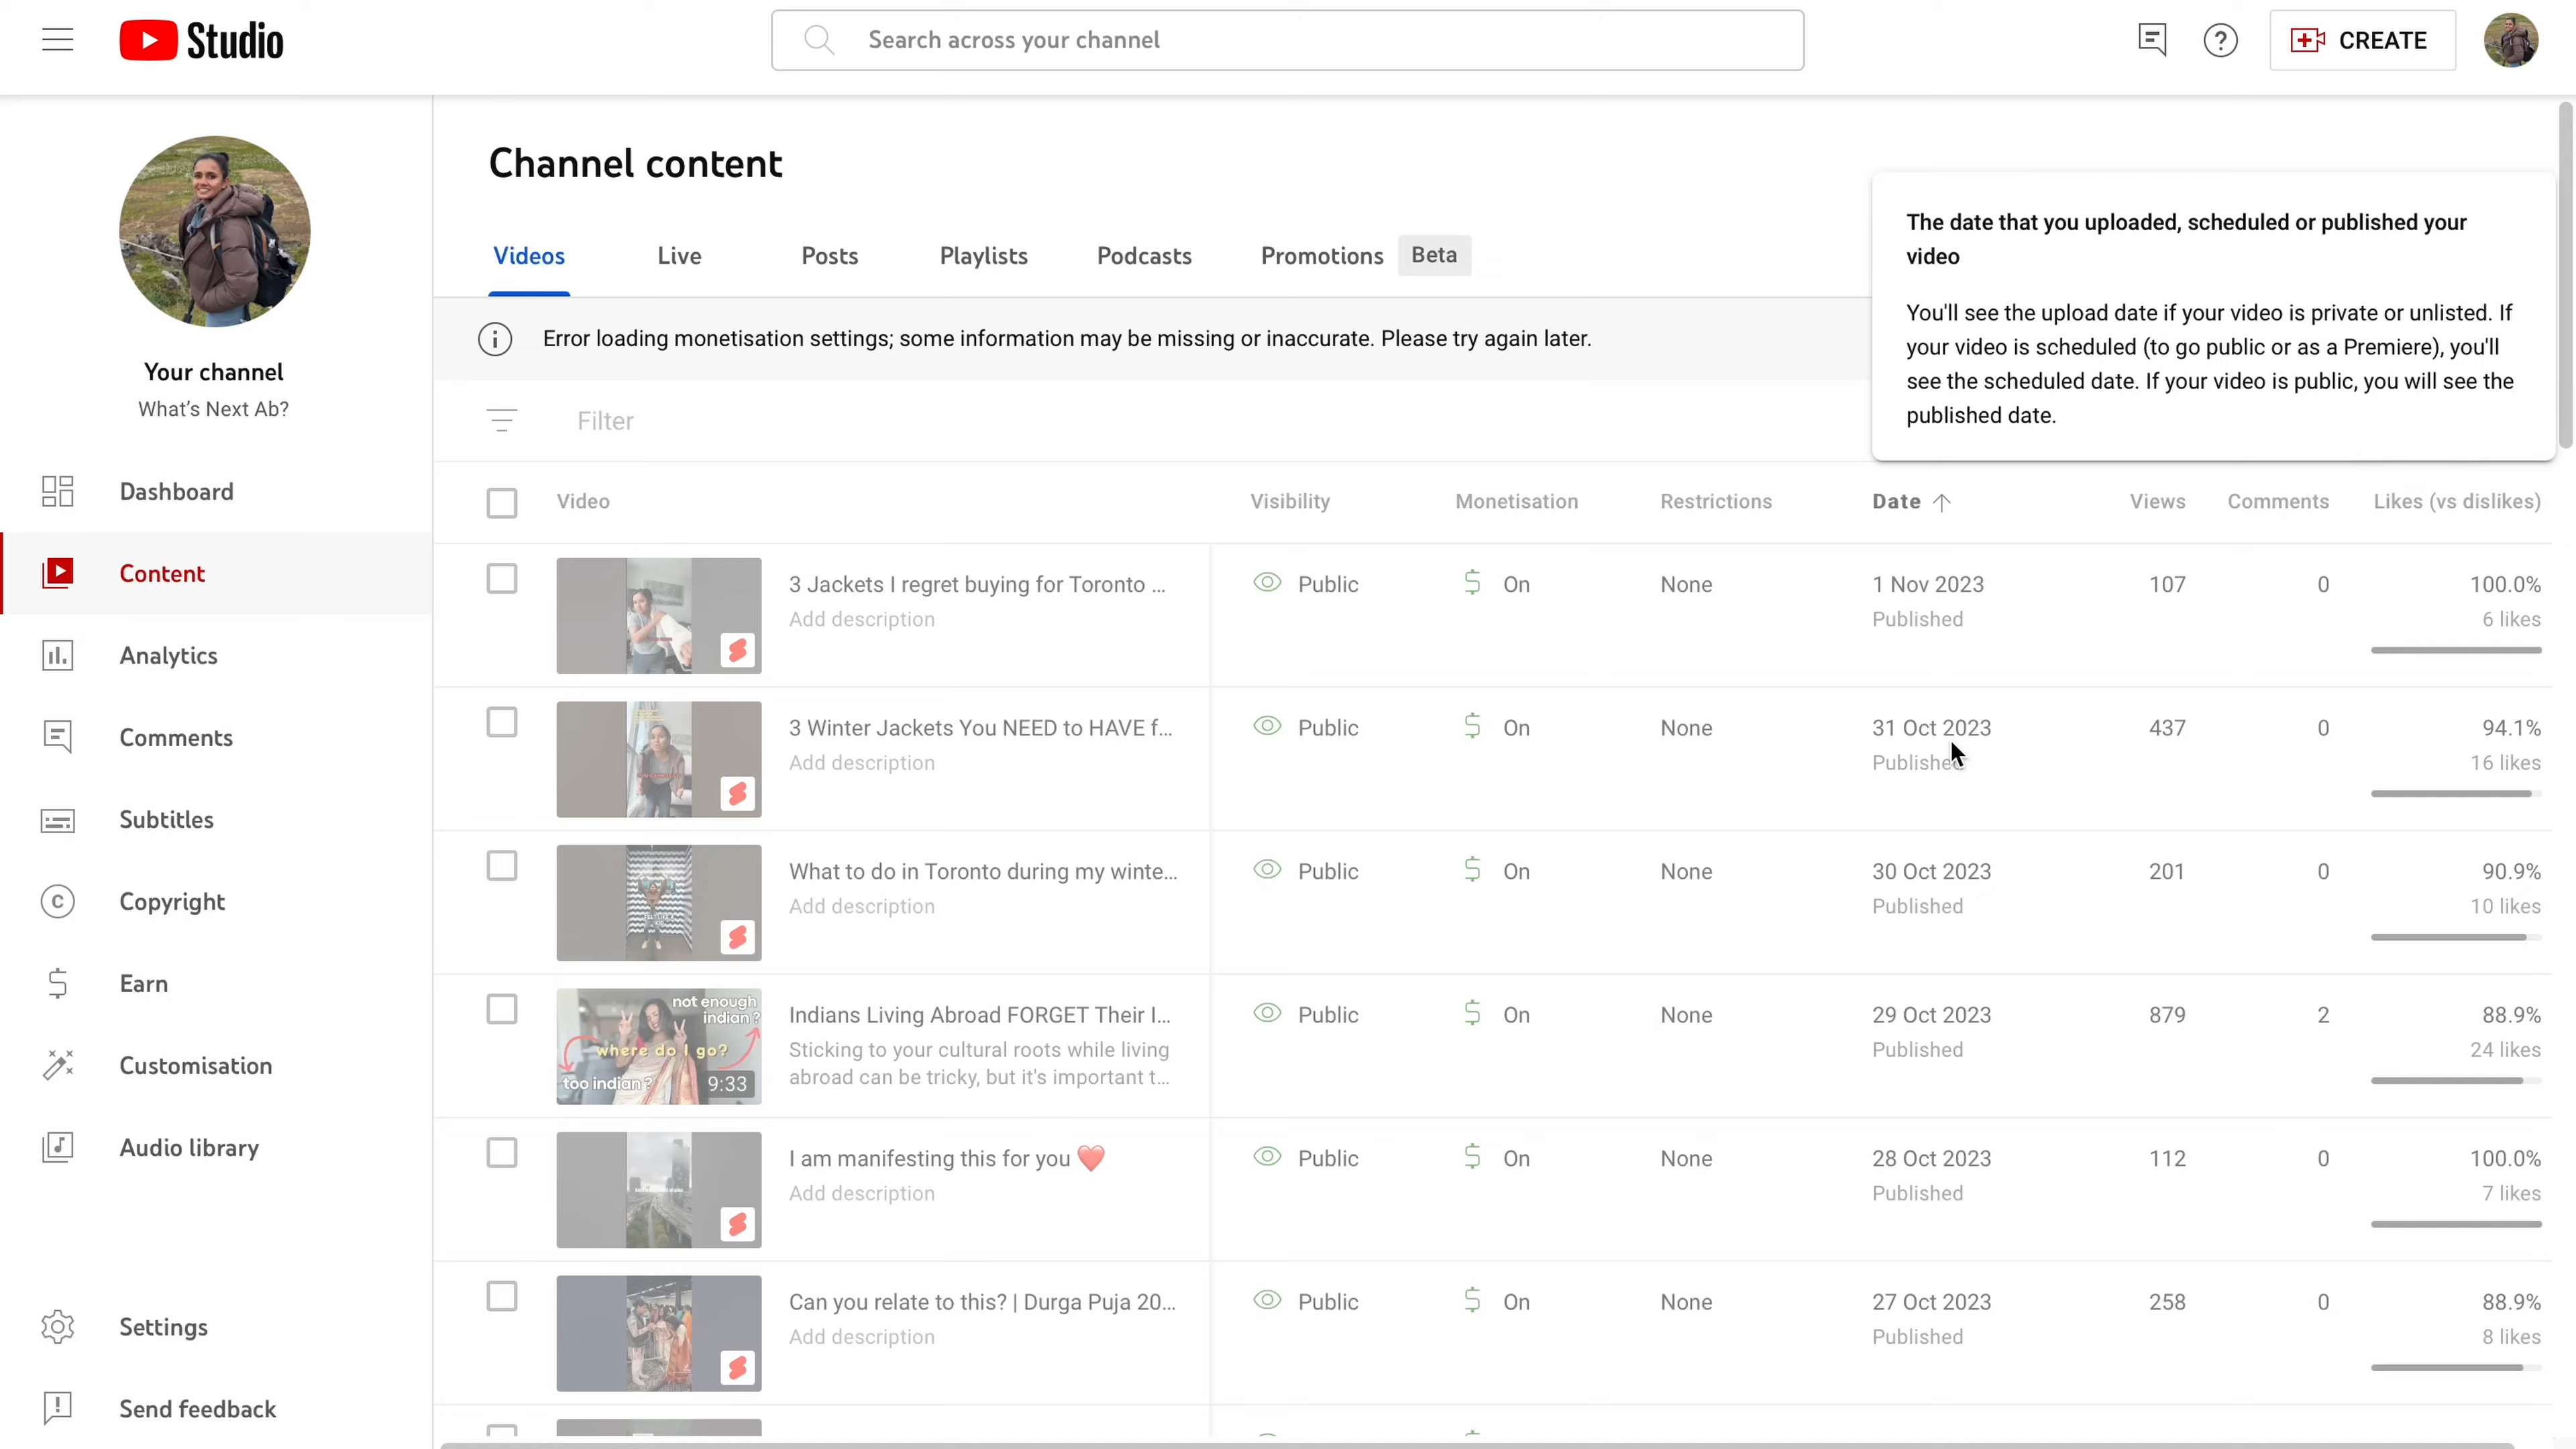 Studio
Search across your channel
CREATE
Your channel
What's Next Ab?
Dashboard
Content
Analytics
Comments
Subtitles
Copyright
Earn
Customisation
Audio library
Settings
Send feedback
Channel content
Videos Live Posts Playlists Podcasts Promotions Beta
Error loading monetisation settings; some information may be missing or inaccurate. Please try again later.
The date that you uploaded, scheduled or published your
video
You'll see the upload date if your video is private or unlisted. If
your video is scheduled (to go public or as a Premiere), you'll
see the scheduled date. If your video is public, you will see the
published date.
Filter
Video Visibility Monetisation Restrictions Date Views Comments Likes (vs dislikes)
3 Jackets I regret buying for Toronto ... Public On None 1 Nov 2023 107 0 100.0%
Add description Published 6 likes
3 Winter Jackets You NEED to HAVE f... Public On None 31 Oct 2023 437 0 94.1%
Add description Published 16 likes
What to do in Toronto during my winte... Public On None 30 Oct 2023 201 0 90.9%
Add description Published 10 likes
not enough
indian?
where do I go?
too indian?
9:33
Indians Living Abroad FORGET Their I... Public On None 29 Oct 2023 879 2 88.9%
Sticking to your cultural roots while living Published 24 likes
abroad can be tricky, but it's important t...
I am manifesting this for you ❤️ Public On None 28 Oct 2023 112 0 100.0%
Add description Published 7 likes
Can you relate to this? | Durga Puja 20... Public On None 27 Oct 2023 258 0 88.9%
Add description Published 8 likes